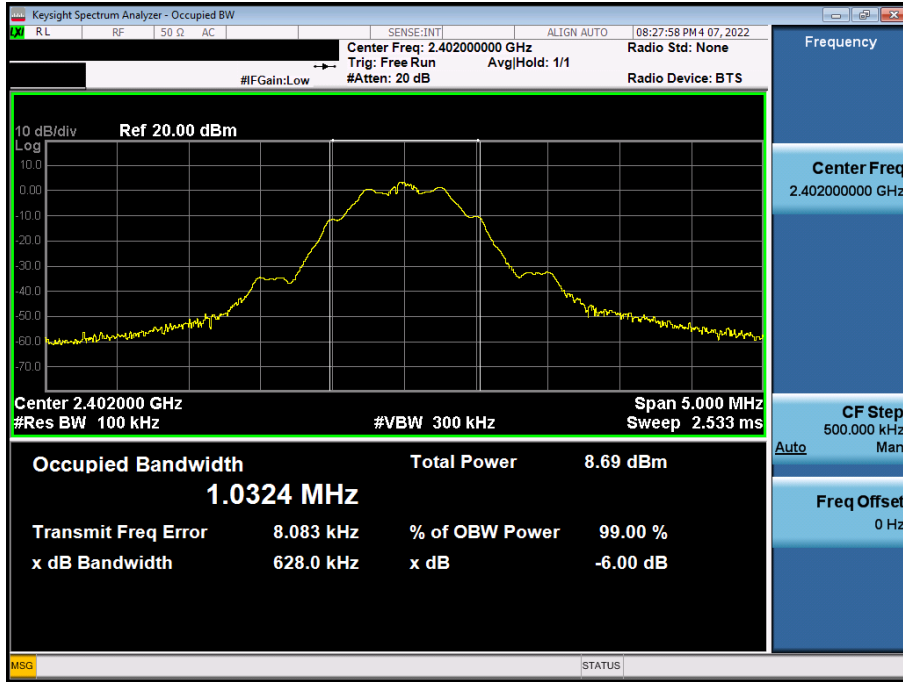 Keysight Spectrum Analyzer - Occupied BW
LXI RL RF 50 Ω AC SENSE:INT ALIGN AUTO 08:27:58 PM 4 07, 2022
Center Freq: 2.402000000 GHz Radio Std: None
Trig: Free Run Avg|Hold: 1/1
#IFGain:Low #Atten: 20 dB Radio Device: BTS
10 dB/div Ref 20.00 dBm
Log
10.0
0.00
-10.0
-20.0
-30.0
-40.0
-50.0
-60.0
-70.0
Center 2.402000 GHz Span 5.000 MHz
#Res BW 100 kHz #VBW 300 kHz Sweep 2.533 ms
Occupied Bandwidth Total Power 8.69 dBm
1.0324 MHz
Transmit Freq Error 8.083 kHz % of OBW Power 99.00 %
x dB Bandwidth 628.0 kHz x dB -6.00 dB
MSG STATUS
Frequency
Center Freq
2.402000000 GHz
CF Step
500.000 kHz
Auto Man
Freq Offset
0 Hz